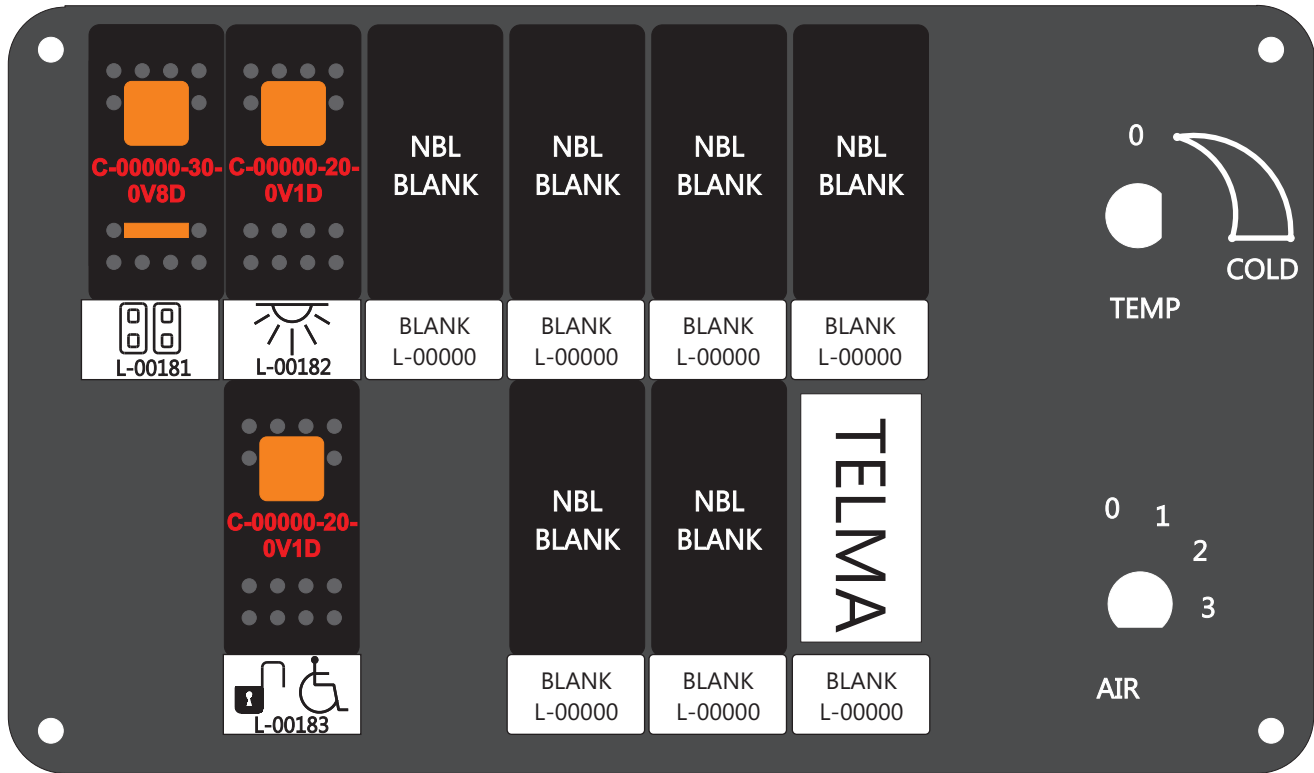 C-00000-30-
0V8D
C-00000-20-
0V1D
NBL
BLANK
NBL
BLANK
NBL
BLANK
NBL
BLANK
L-00181
L-00182
BLANK
L-00000
BLANK
L-00000
BLANK
L-00000
BLANK
L-00000
0
COLD
TEMP
C-00000-20-
0V1D
NBL
BLANK
NBL
BLANK
TELMA
L-00183
BLANK
L-00000
BLANK
L-00000
BLANK
L-00000
0
1
2
3
AIR